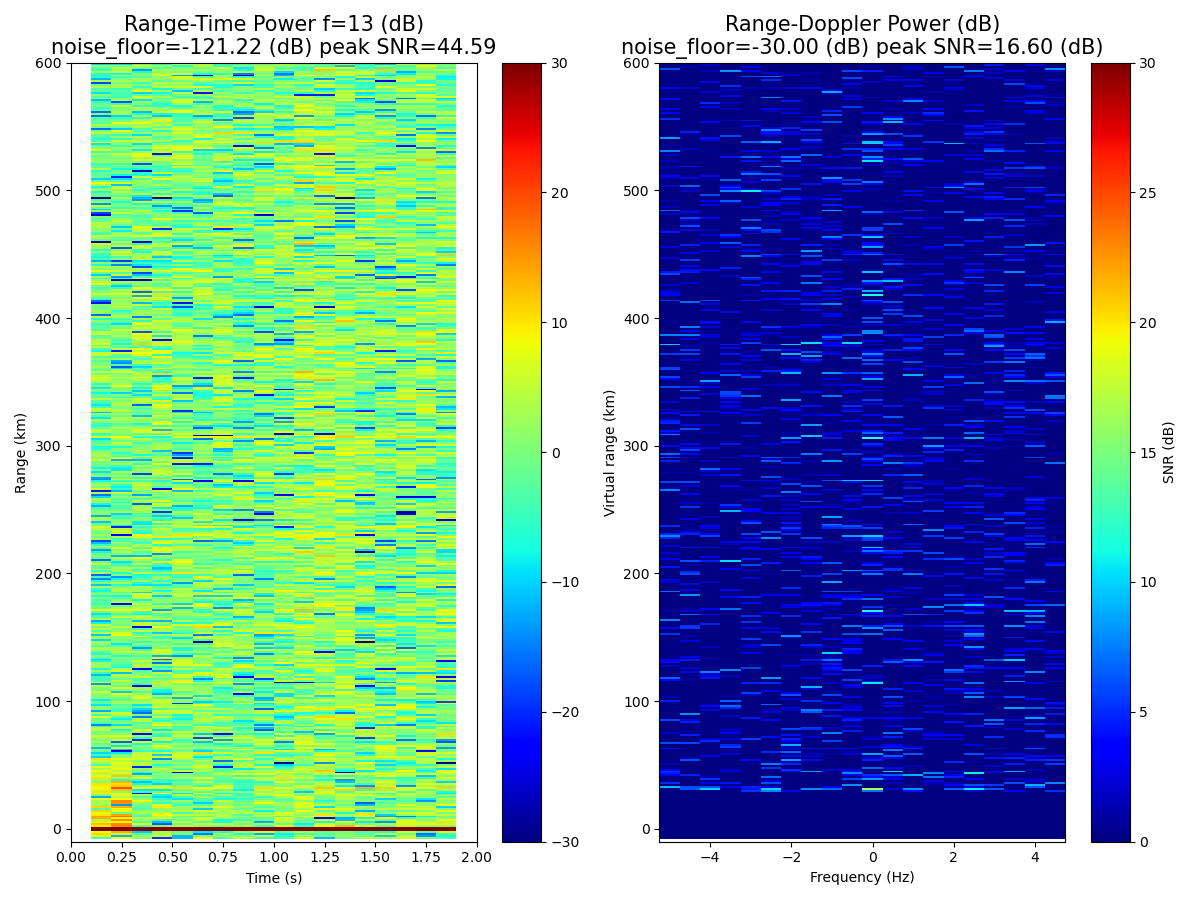 Range-Time Power f=13 (dB)
noise_floor=-121.22 (dB) peak SNR=44.59
600
500
400
300
200
100
0
Range (km)
0.00 0.25 0.50 0.75 1.00 1.25 1.50 1.75 2.00
Time (s)
30
20
10
0
−10
−20
−30
Range-Doppler Power (dB)
noise_floor=-30.00 (dB) peak SNR=16.60 (dB)
600
500
400
300
200
100
0
Virtual range (km)
−4 −2 0 2 4
Frequency (Hz)
30
25
20
15
10
5
0
SNR (dB)